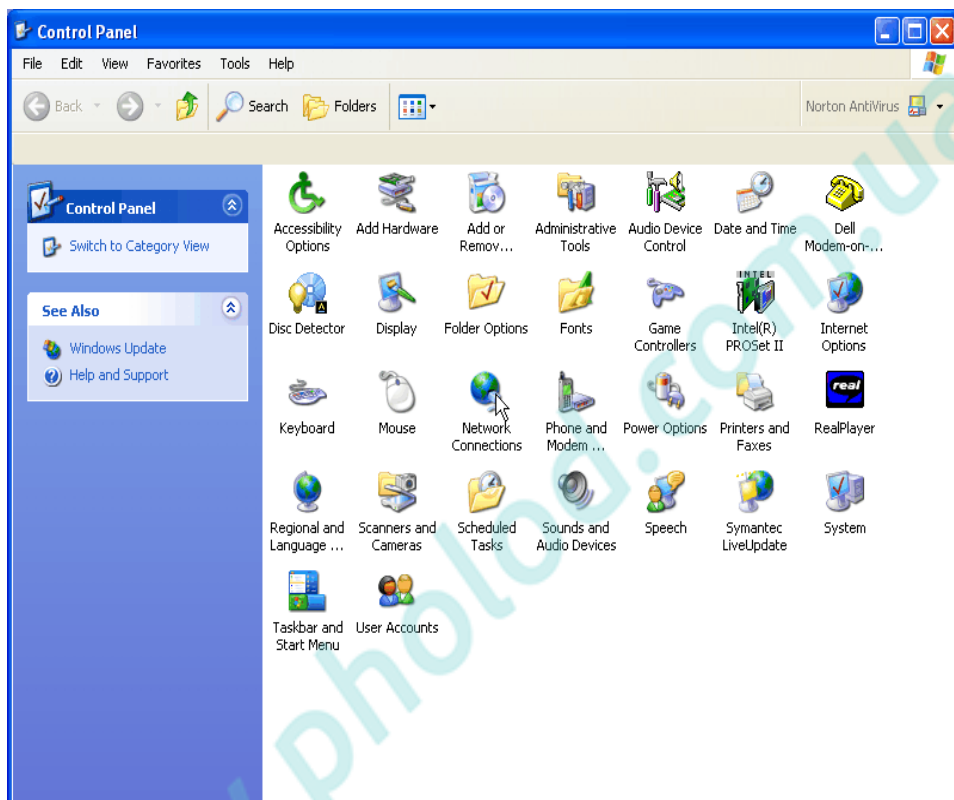 Control Panel
File Edit View Favorites Tools Help
Back Search Folders Norton AntiVirus
Control Panel
Switch to Category View
See Also
Windows Update
Help and Support
Accessibility Options
Add Hardware
Add or Remov...
Administrative Tools
Audio Device Control
Date and Time
Dell Modem-on-...
Disc Detector
Display
Folder Options
Fonts
Game Controllers
INTEL
Intel(R) PROSet II
Internet Options
Keyboard
Mouse
Network Connections
Phone and Modem ...
Power Options
Printers and Faxes
real
RealPlayer
Regional and Language ...
Scanners and Cameras
Scheduled Tasks
Sounds and Audio Devices
Speech
Symantec LiveUpdate
System
Taskbar and Start Menu
User Accounts
pholod.com.ua